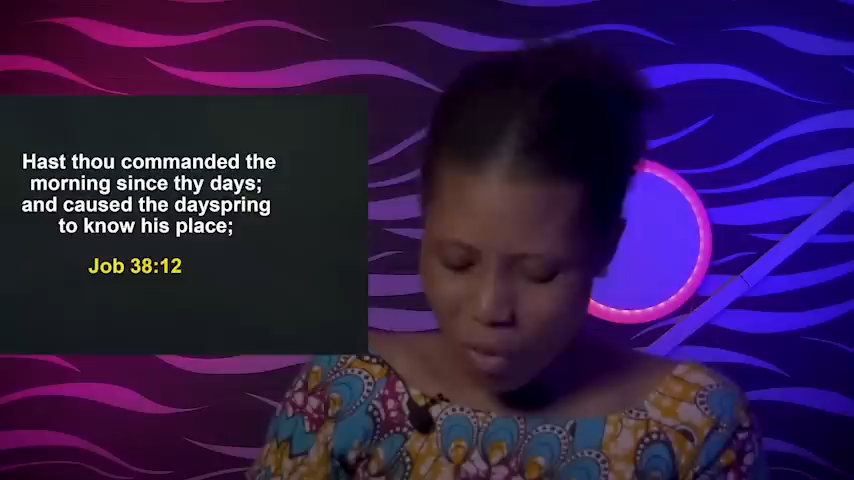 Hast thou commanded the
morning since thy days;
and caused the dayspring
to know his place;
Job 38:12